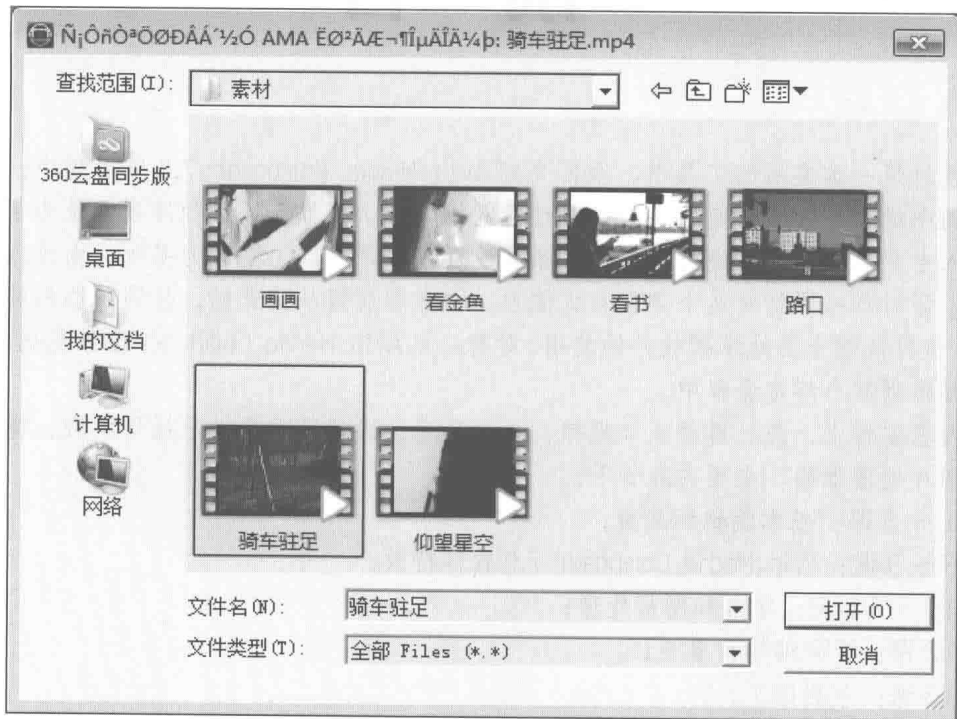 Ñ¡ÔñÒªÖØÐÂÁ´½Ó AMA ËØ²ÄÆ¬¶ÎµÄÎÄ¼þ: 骑车驻足.mp4
查找范围(I):
素材
360云盘同步版
桌面
我的文档
计算机
网络
画画
看金鱼
看书
路口
骑车驻足
仰望星空
文件名(N):
骑车驻足
打开(O)
文件类型(T):
全部 Files (*.*)
取消